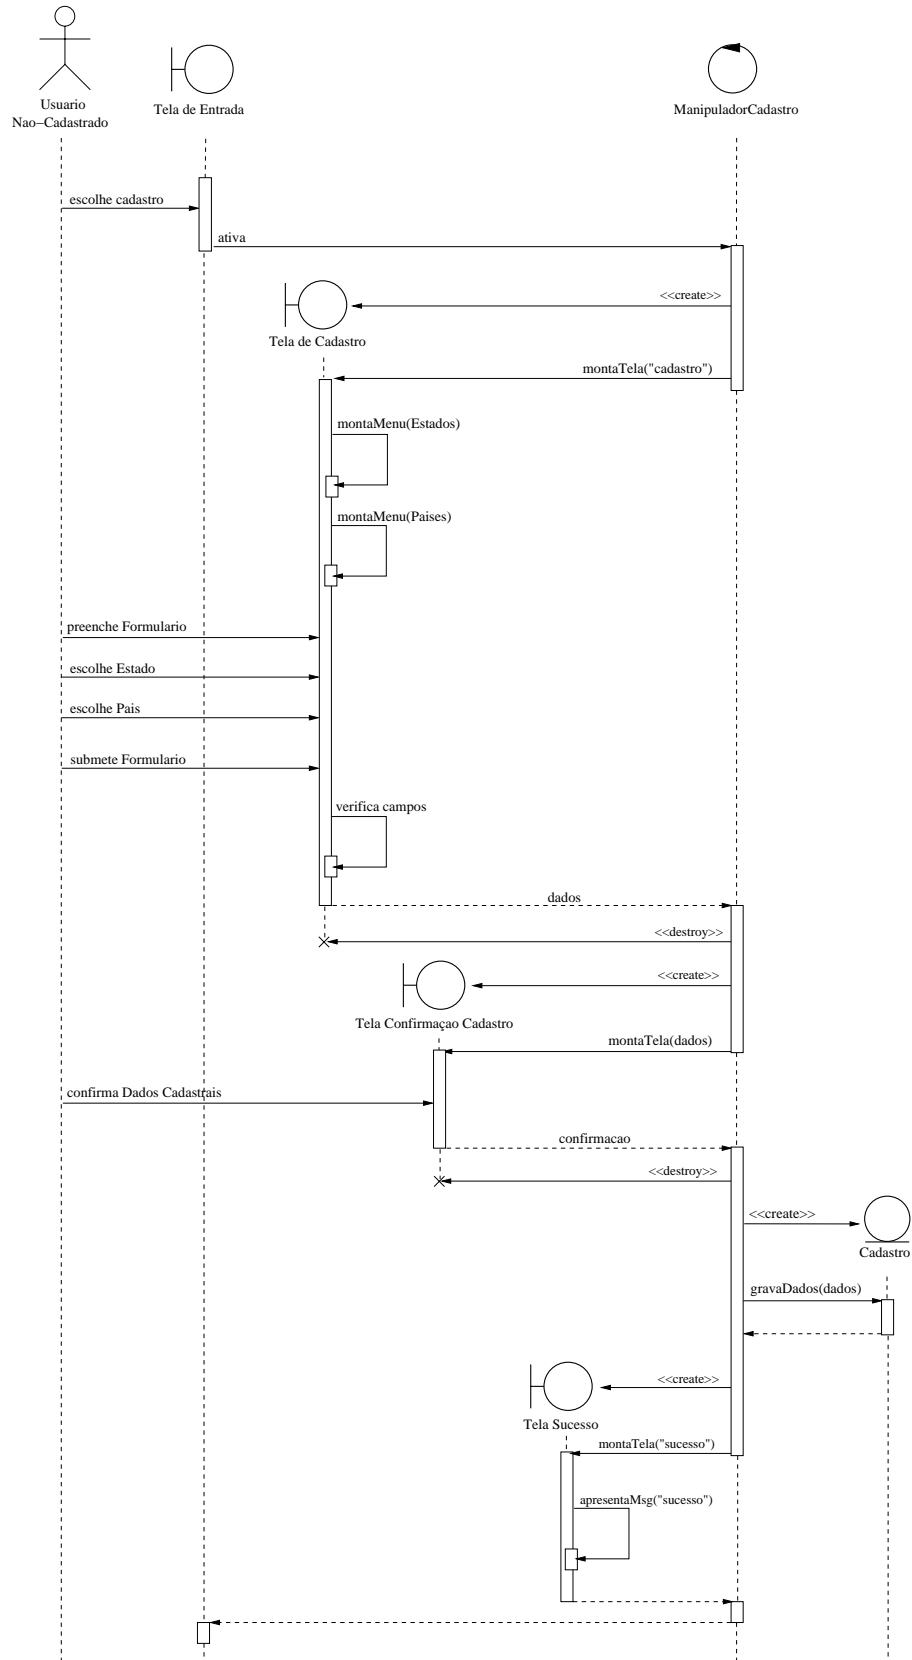 Usuario
Nao–Cadastrado
Tela de Entrada
ManipuladorCadastro
escolhe cadastro
ativa
<<create>>
Tela de Cadastro
montaTela("cadastro")
montaMenu(Estados)
montaMenu(Paises)
preenche Formulario
escolhe Estado
escolhe Pais
submete Formulario
verifica campos
dados
<<destroy>>
<<create>>
Tela Confirmaçao Cadastro
montaTela(dados)
confirma Dados Cadastrais
confirmacao
<<destroy>>
<<create>>
Cadastro
gravaDados(dados)
<<create>>
Tela Sucesso
montaTela("sucesso")
apresentaMsg("sucesso")